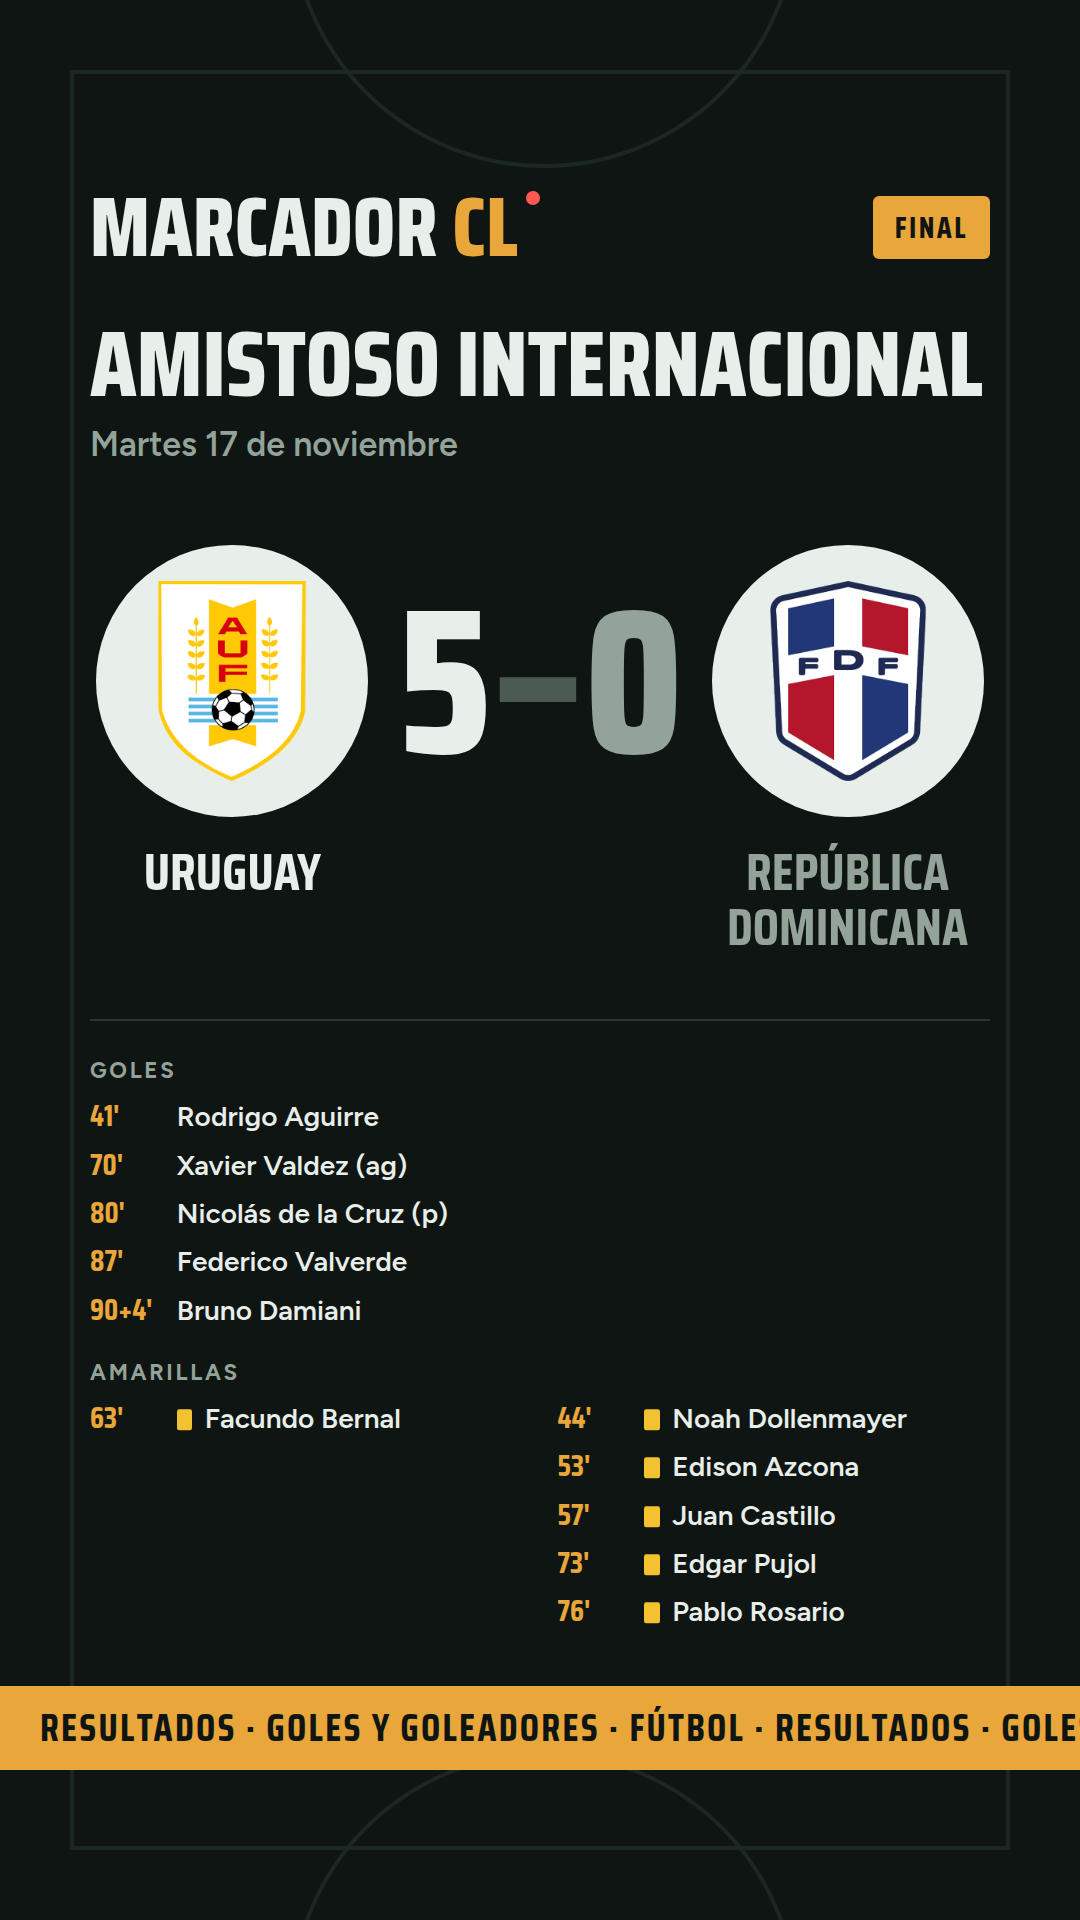 MARCADOR CL
FINAL
AMISTOSO INTERNACIONAL
Martes 17 de noviembre
A
U
F
5–0
F D F
URUGUAY
REPÚBLICA
DOMINICANA
GOLES
41' Rodrigo Aguirre
70' Xavier Valdez (ag)
80' Nicolás de la Cruz (p)
87' Federico Valverde
90+4' Bruno Damiani
AMARILLAS
63' Facundo Bernal
44' Noah Dollenmayer
53' Edison Azcona
57' Juan Castillo
73' Edgar Pujol
76' Pablo Rosario
RESULTADOS · GOLES Y GOLEADORES · FÚTBOL · RESULTADOS · GOLES